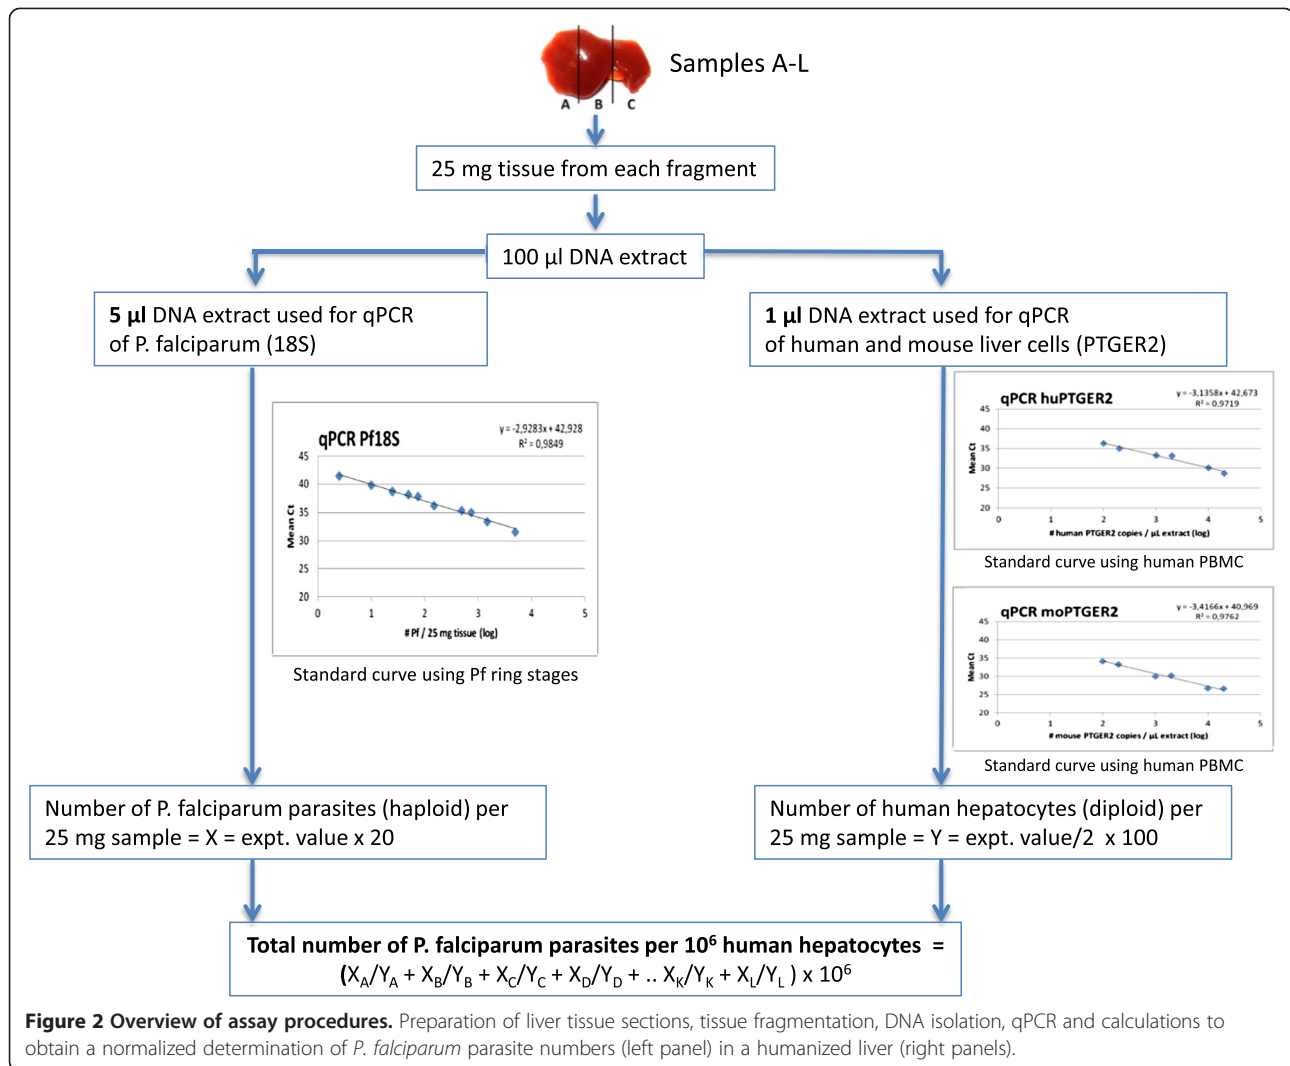 Samples A-L
A B C
25 mg tissue from each fragment
100 µl DNA extract
5 µl DNA extract used for qPCR
of P. falciparum (18S)
1 µl DNA extract used for qPCR
of human and mouse liver cells (PTGER2)
qPCR Pf18S
y = -2,9283x + 42,928
R² = 0,9849
45
40
35
30
25
20
Mean Ct
0 1 2 3 4 5
# Pf / 25 mg tissue (log)
Standard curve using Pf ring stages
qPCR huPTGER2
y = -3,1358x + 42,673
R² = 0,9719
45
40
35
30
25
20
Mean Ct
0 1 2 3 4 5
# human PTGER2 copies / µL extract (log)
Standard curve using human PBMC
qPCR moPTGER2
y = -3,4166x + 40,969
R² = 0,9762
45
40
35
30
25
20
Mean Ct
0 1 2 3 4 5
# mouse PTGER2 copies / µL extract (log)
Standard curve using human PBMC
Number of P. falciparum parasites (haploid) per
25 mg sample = X = expt. value x 20
Number of human hepatocytes (diploid) per
25 mg sample = Y = expt. value/2 x 100
Total number of P. falciparum parasites per 10⁶ human hepatocytes =
(X_A/Y_A + X_B/Y_B + X_C/Y_C + X_D/Y_D + .. X_K/Y_K + X_L/Y_L ) x 10⁶
Figure 2 Overview of assay procedures. Preparation of liver tissue sections, tissue fragmentation, DNA isolation, qPCR and calculations to
obtain a normalized determination of P. falciparum parasite numbers (left panel) in a humanized liver (right panels).